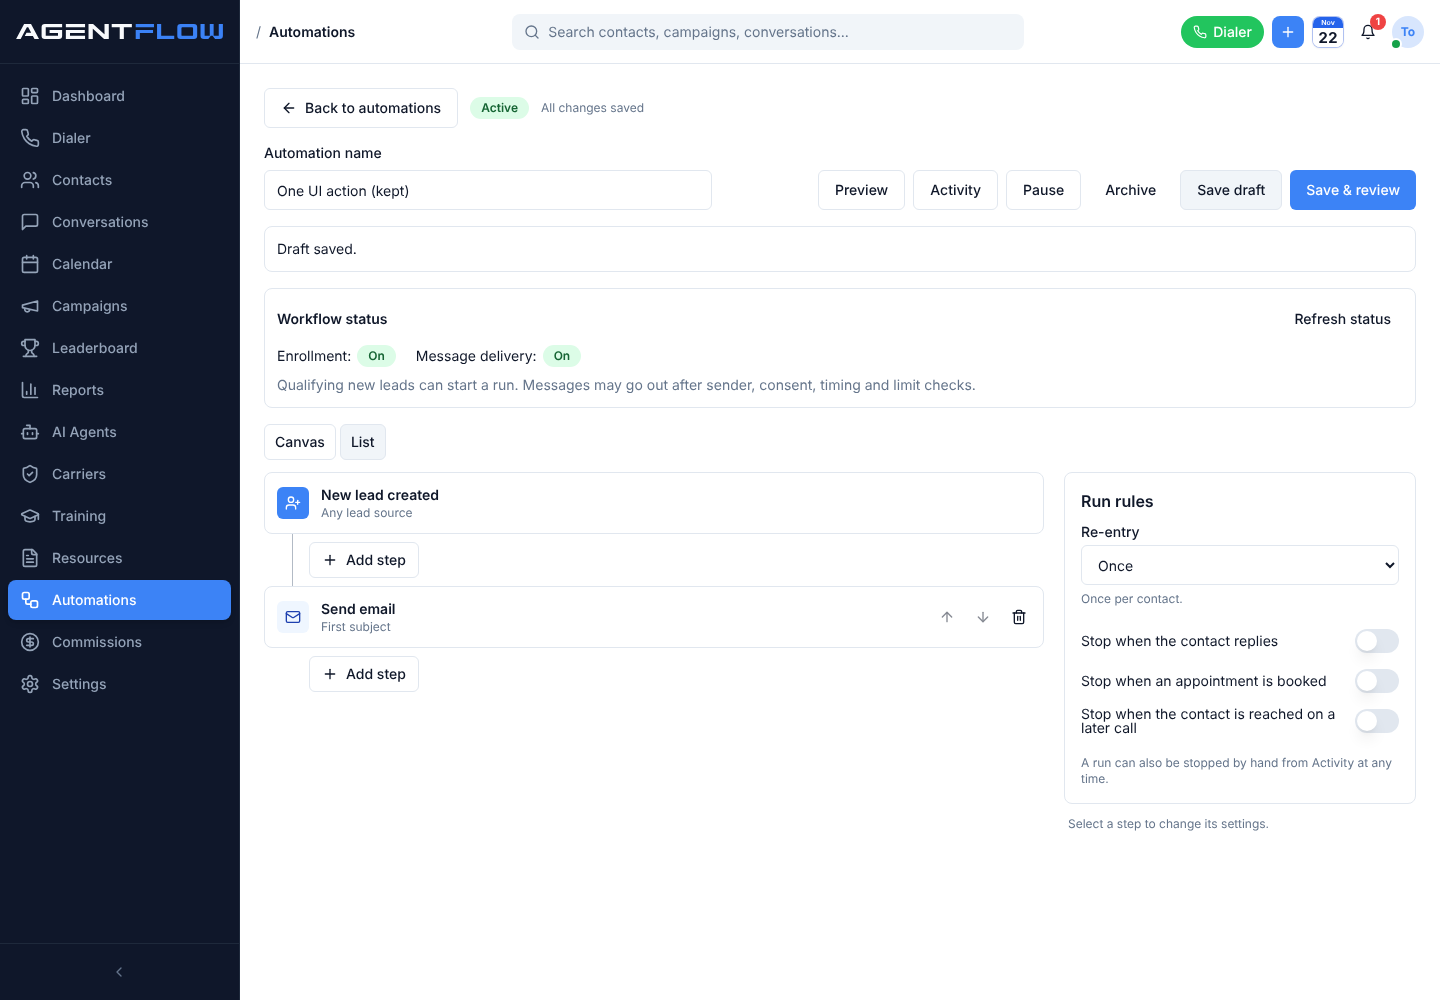 AGENTFLOW
/ Automations
Search contacts, campaigns, conversations...
Dialer
Nov
22
1
To
Dashboard
Dialer
Contacts
Conversations
Calendar
Campaigns
Leaderboard
Reports
AI Agents
Carriers
Training
Resources
Automations
Commissions
Settings
Back to automations
Active
All changes saved
Automation name
One UI action (kept)
Preview
Activity
Pause
Archive
Save draft
Save & review
Draft saved.
Workflow status
Refresh status
Enrollment: On
Message delivery: On
Qualifying new leads can start a run. Messages may go out after sender, consent, timing and limit checks.
Canvas
List
New lead created
Any lead source
Add step
Send email
First subject
Add step
Run rules
Re-entry
Once
Once per contact.
Stop when the contact replies
Stop when an appointment is booked
Stop when the contact is reached on a
later call
A run can also be stopped by hand from Activity at any
time.
Select a step to change its settings.